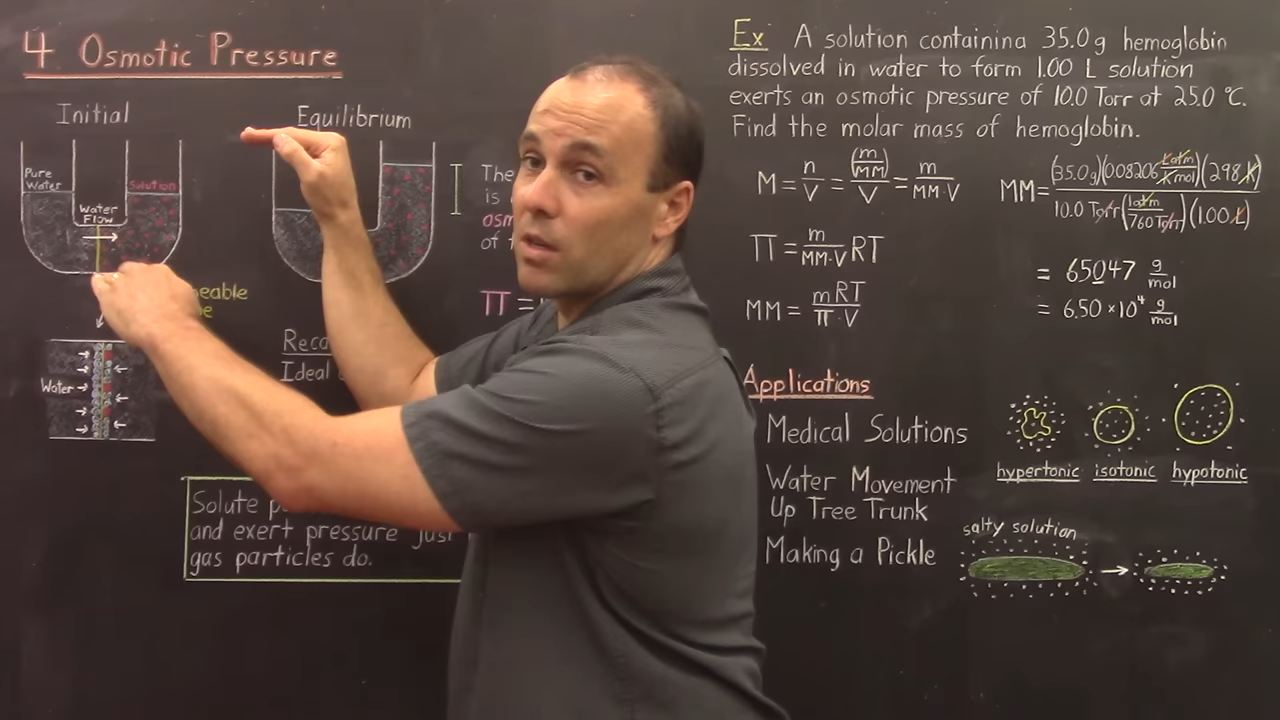 4. Osmotic Pressure
Initial
Equilibrium
Pure
Water
Solution
Water
Flow
The
is
osm
of
eable
Π =
Water
Reca
Ideal
Solute p
and exert pressure jus
gas particles do.
Ex A solution containing 35.0 g hemoglobin
dissolved in water to form 1.00 L solution
exerts an osmotic pressure of 10.0 Torr at 25.0 °C.
Find the molar mass of hemoglobin.
M = n/V = (m/MM)/V = m/MM·V
Π = m/MM·V RT
MM = mRT/Π·V
MM = (35.0 g)(0.08206 L·atm/K·mol)(298 K) / 10.0 Torr (1 atm/760 Torr)(1.00 L)
= 65047 g/mol
= 6.50 × 10⁴ g/mol
Applications
Medical Solutions
Water Movement
Up Tree Trunk
Making a Pickle
hypertonic isotonic hypotonic
salty solution